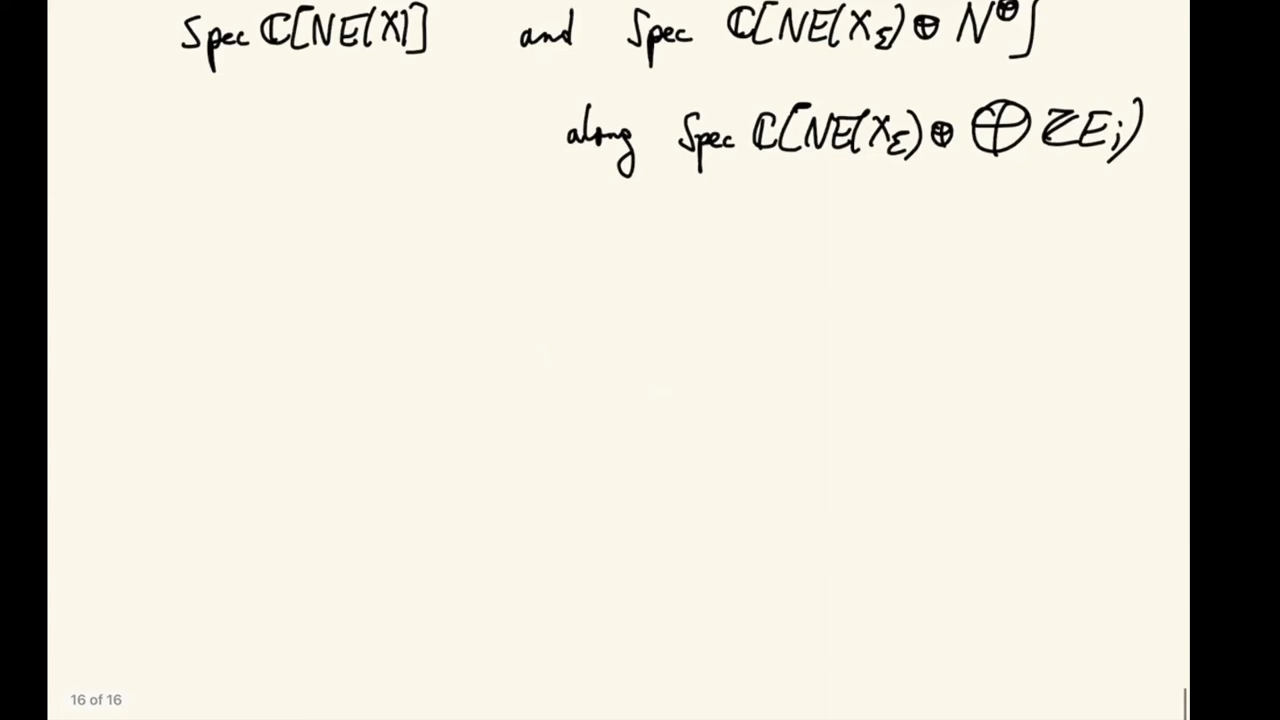 Spec ℂ[NE(X)] and Spec ℂ[NE(X_Σ) ⊕ N^⊕]
along Spec ℂ[NE(X_Σ) ⊕ ⊕ ℤE_i)
16 of 16